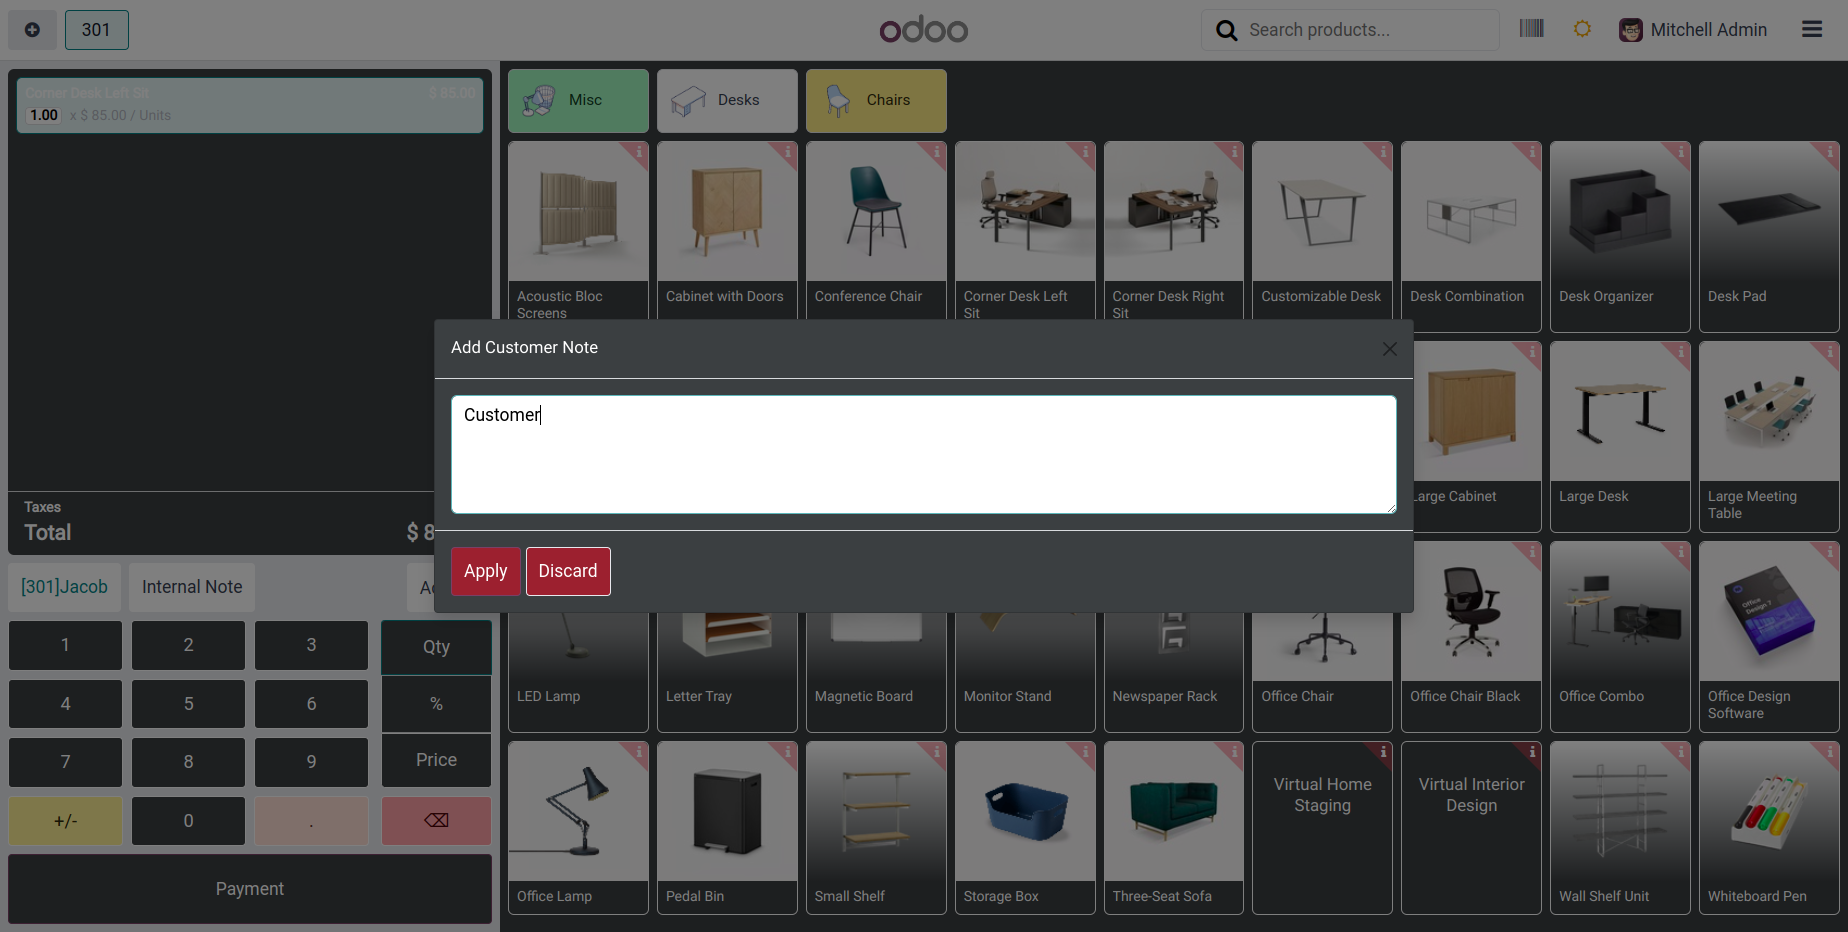 301
odoo
Search products...
Mitchell Admin
Corner Desk Left Sit
$ 85.00
1.00 x $ 85.00 / Units
Misc
Desks
Chairs
Acoustic Bloc
Screens
Cabinet with Doors
Conference Chair
Corner Desk Left
Sit
Corner Desk Right
Sit
Customizable Desk
Desk Combination
Desk Organizer
Desk Pad
Add Customer Note
Customer
Apply
Discard
Large Cabinet
Large Desk
Large Meeting
Table
Taxes
Total
$ 8
[301]Jacob
Internal Note
1
2
3
Qty
4
5
6
%
7
8
9
Price
+/-
0
.
Payment
LED Lamp
Letter Tray
Magnetic Board
Monitor Stand
Newspaper Rack
Office Chair
Office Chair Black
Office Combo
Office
Design 7
Office Design
Software
Office Lamp
Pedal Bin
Small Shelf
Storage Box
Three-Seat Sofa
Virtual Home
Staging
Virtual Interior
Design
Wall Shelf Unit
Whiteboard Pen